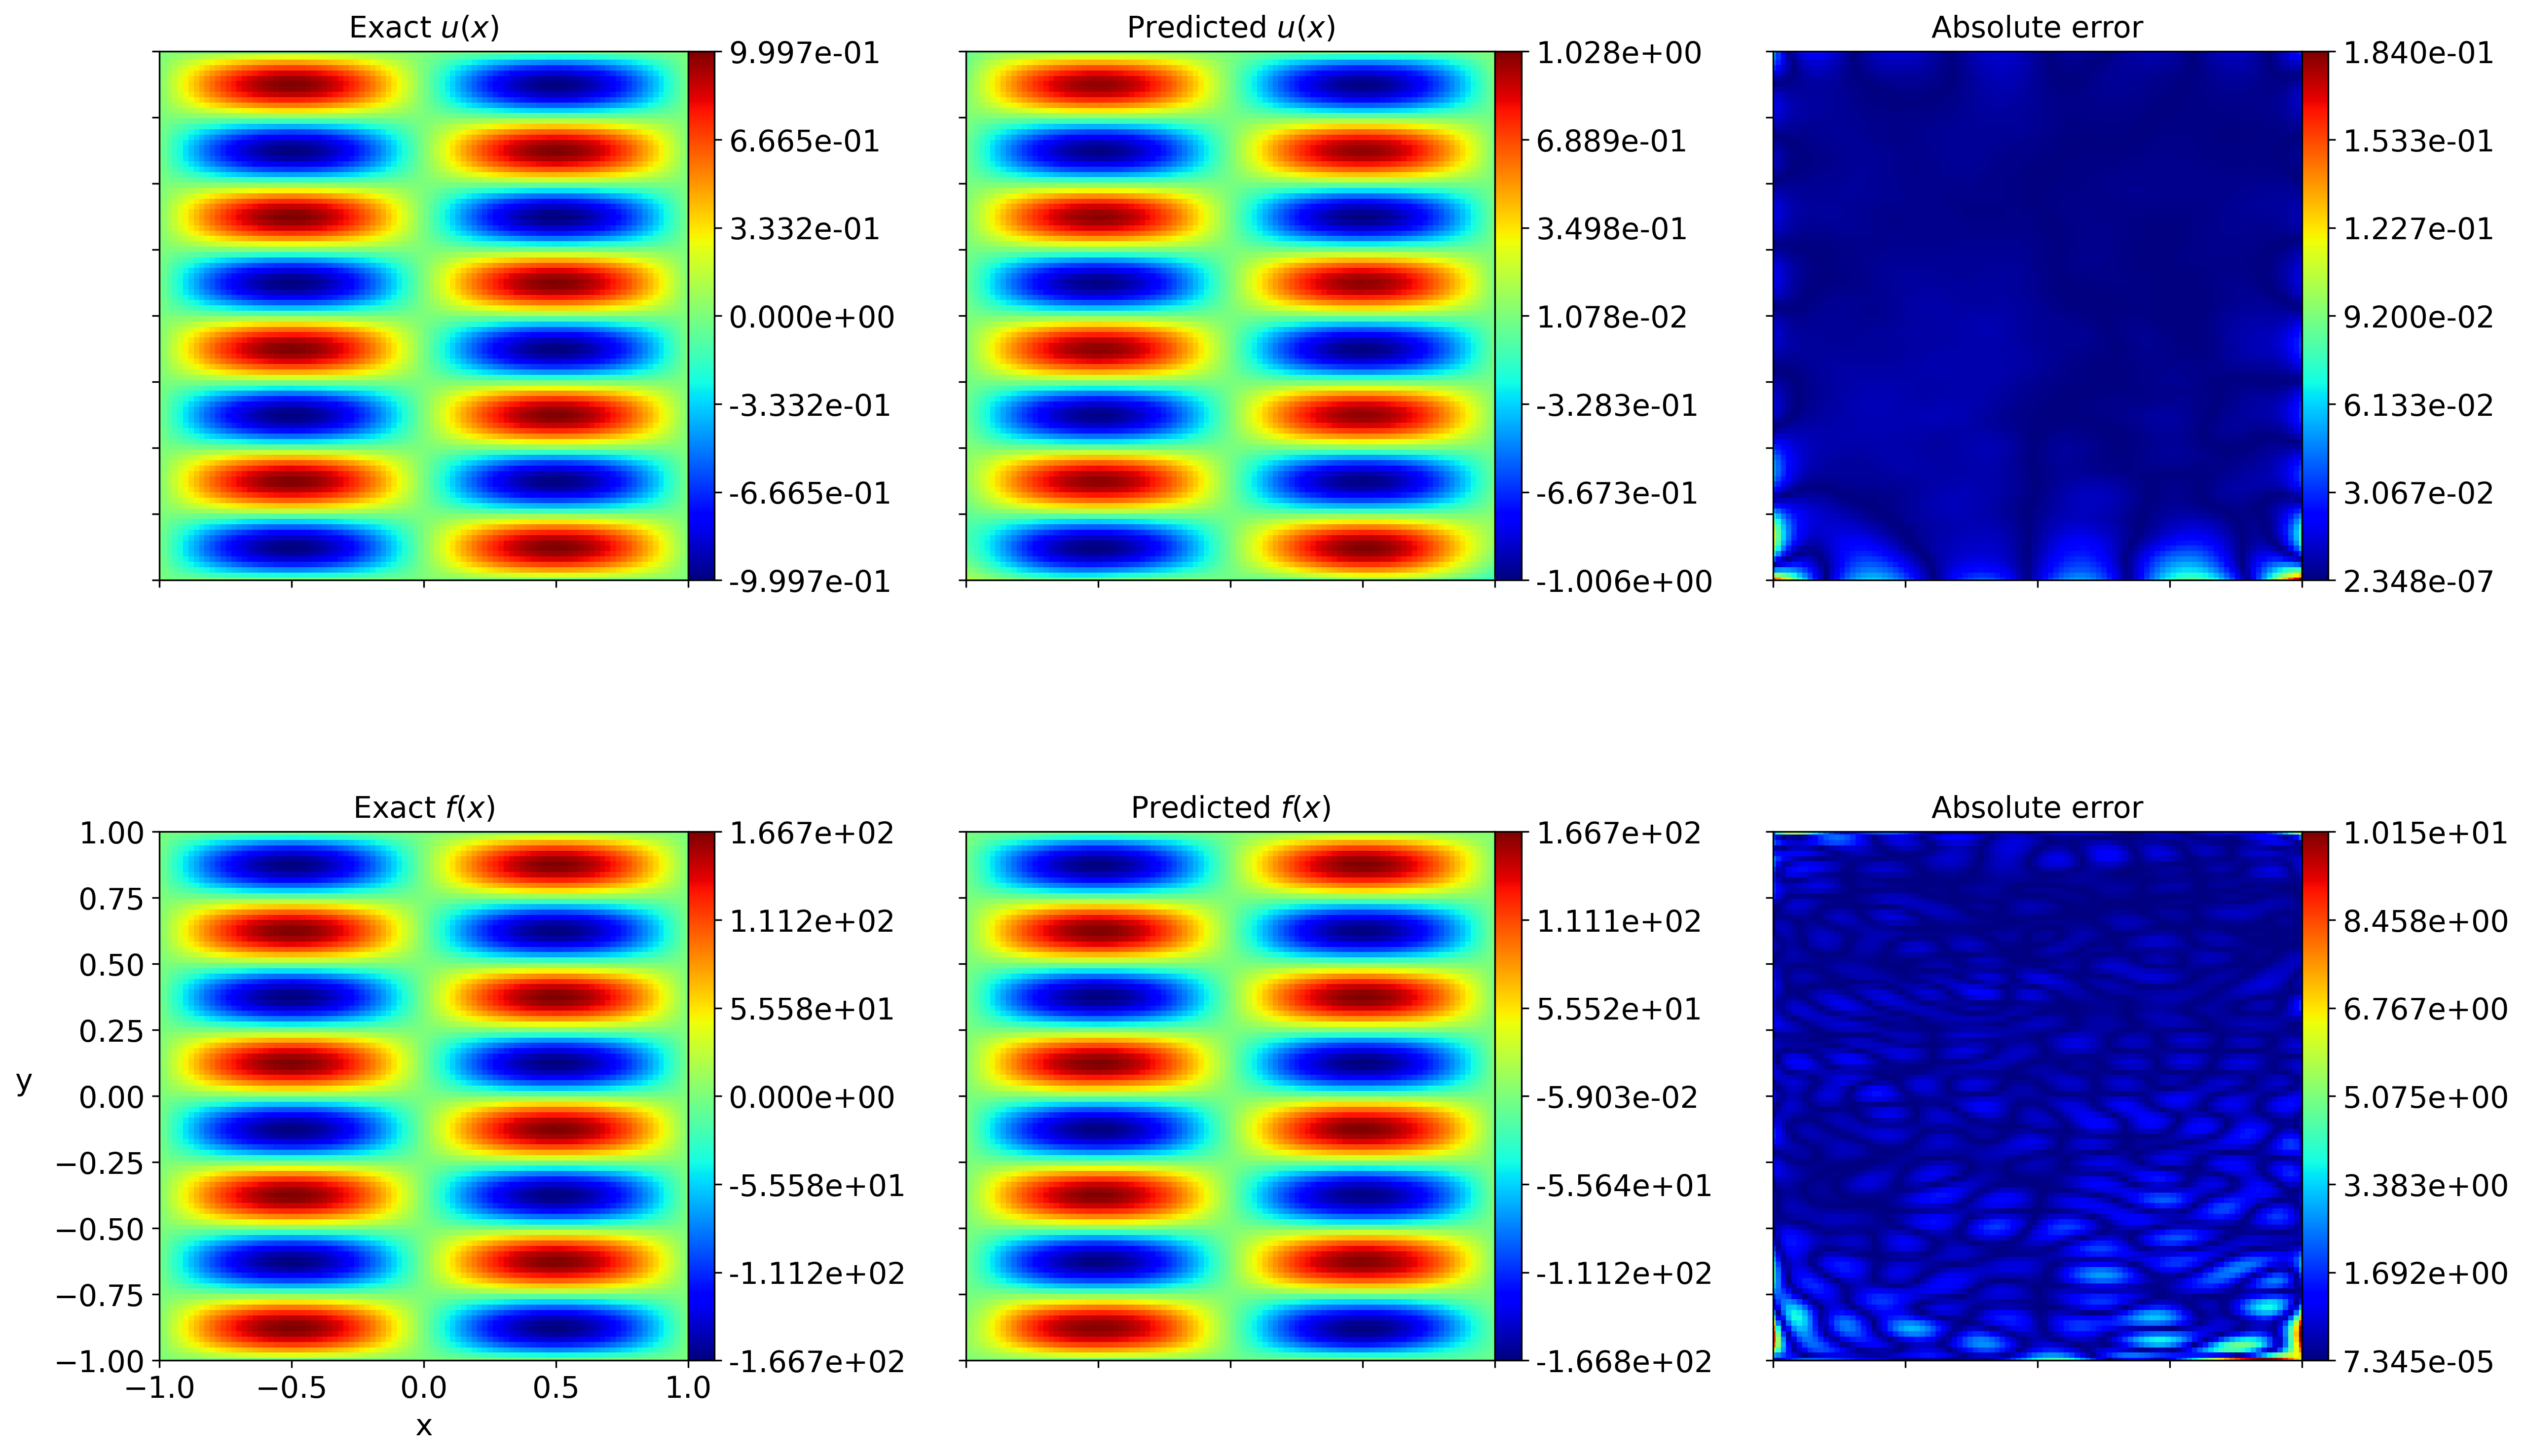 Exact u(x)
9.997e-01
6.665e-01
3.332e-01
0.000e+00
-3.332e-01
-6.665e-01
-9.997e-01
Predicted u(x)
1.028e+00
6.889e-01
3.498e-01
1.078e-02
-3.283e-01
-6.673e-01
-1.006e+00
Absolute error
1.840e-01
1.533e-01
1.227e-01
9.200e-02
6.133e-02
3.067e-02
2.348e-07
Exact f(x)
y
1.00
0.75
0.50
0.25
0.00
−0.25
−0.50
−0.75
−1.00
−1.0 −0.5 0.0 0.5 1.0
x
1.667e+02
1.112e+02
5.558e+01
0.000e+00
-5.558e+01
-1.112e+02
-1.667e+02
Predicted f(x)
1.667e+02
1.111e+02
5.552e+01
-5.903e-02
-5.564e+01
-1.112e+02
-1.668e+02
Absolute error
1.015e+01
8.458e+00
6.767e+00
5.075e+00
3.383e+00
1.692e+00
7.345e-05